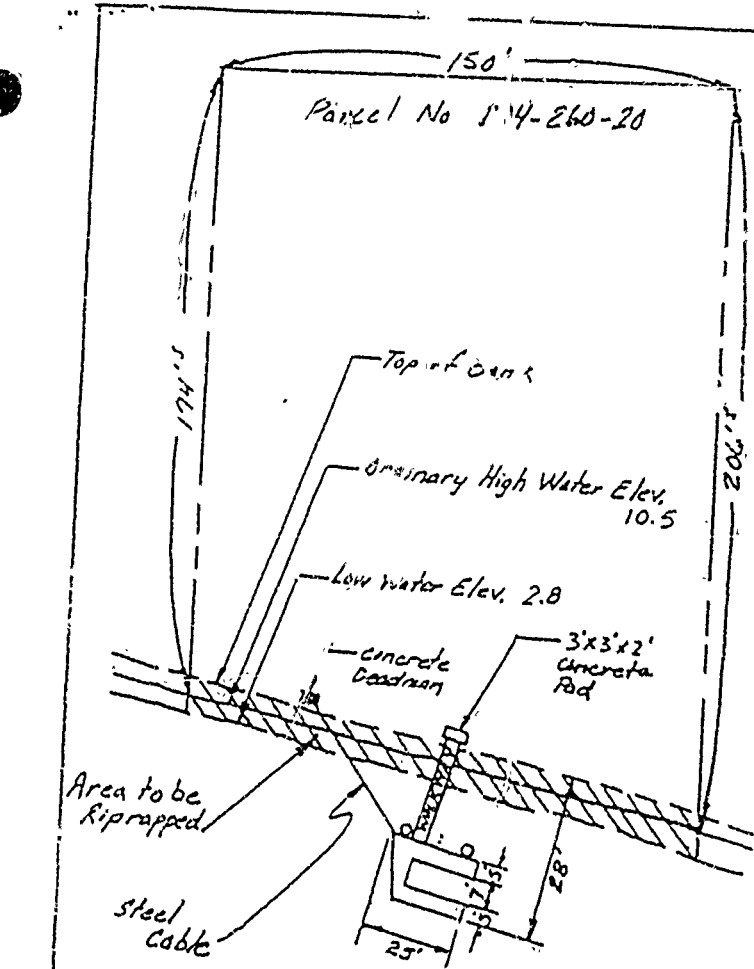 150'
Parcel No
174'±
206'±
Top of Bank
Ordinary High Water Elev.
10.5
Low Water Elev. 2.8
Concrete
Deadman
3'x3'x2'
Concrete
Pad
Area to be
Riprapped
Steel
Cable
28'
5'
7'
5'
25'